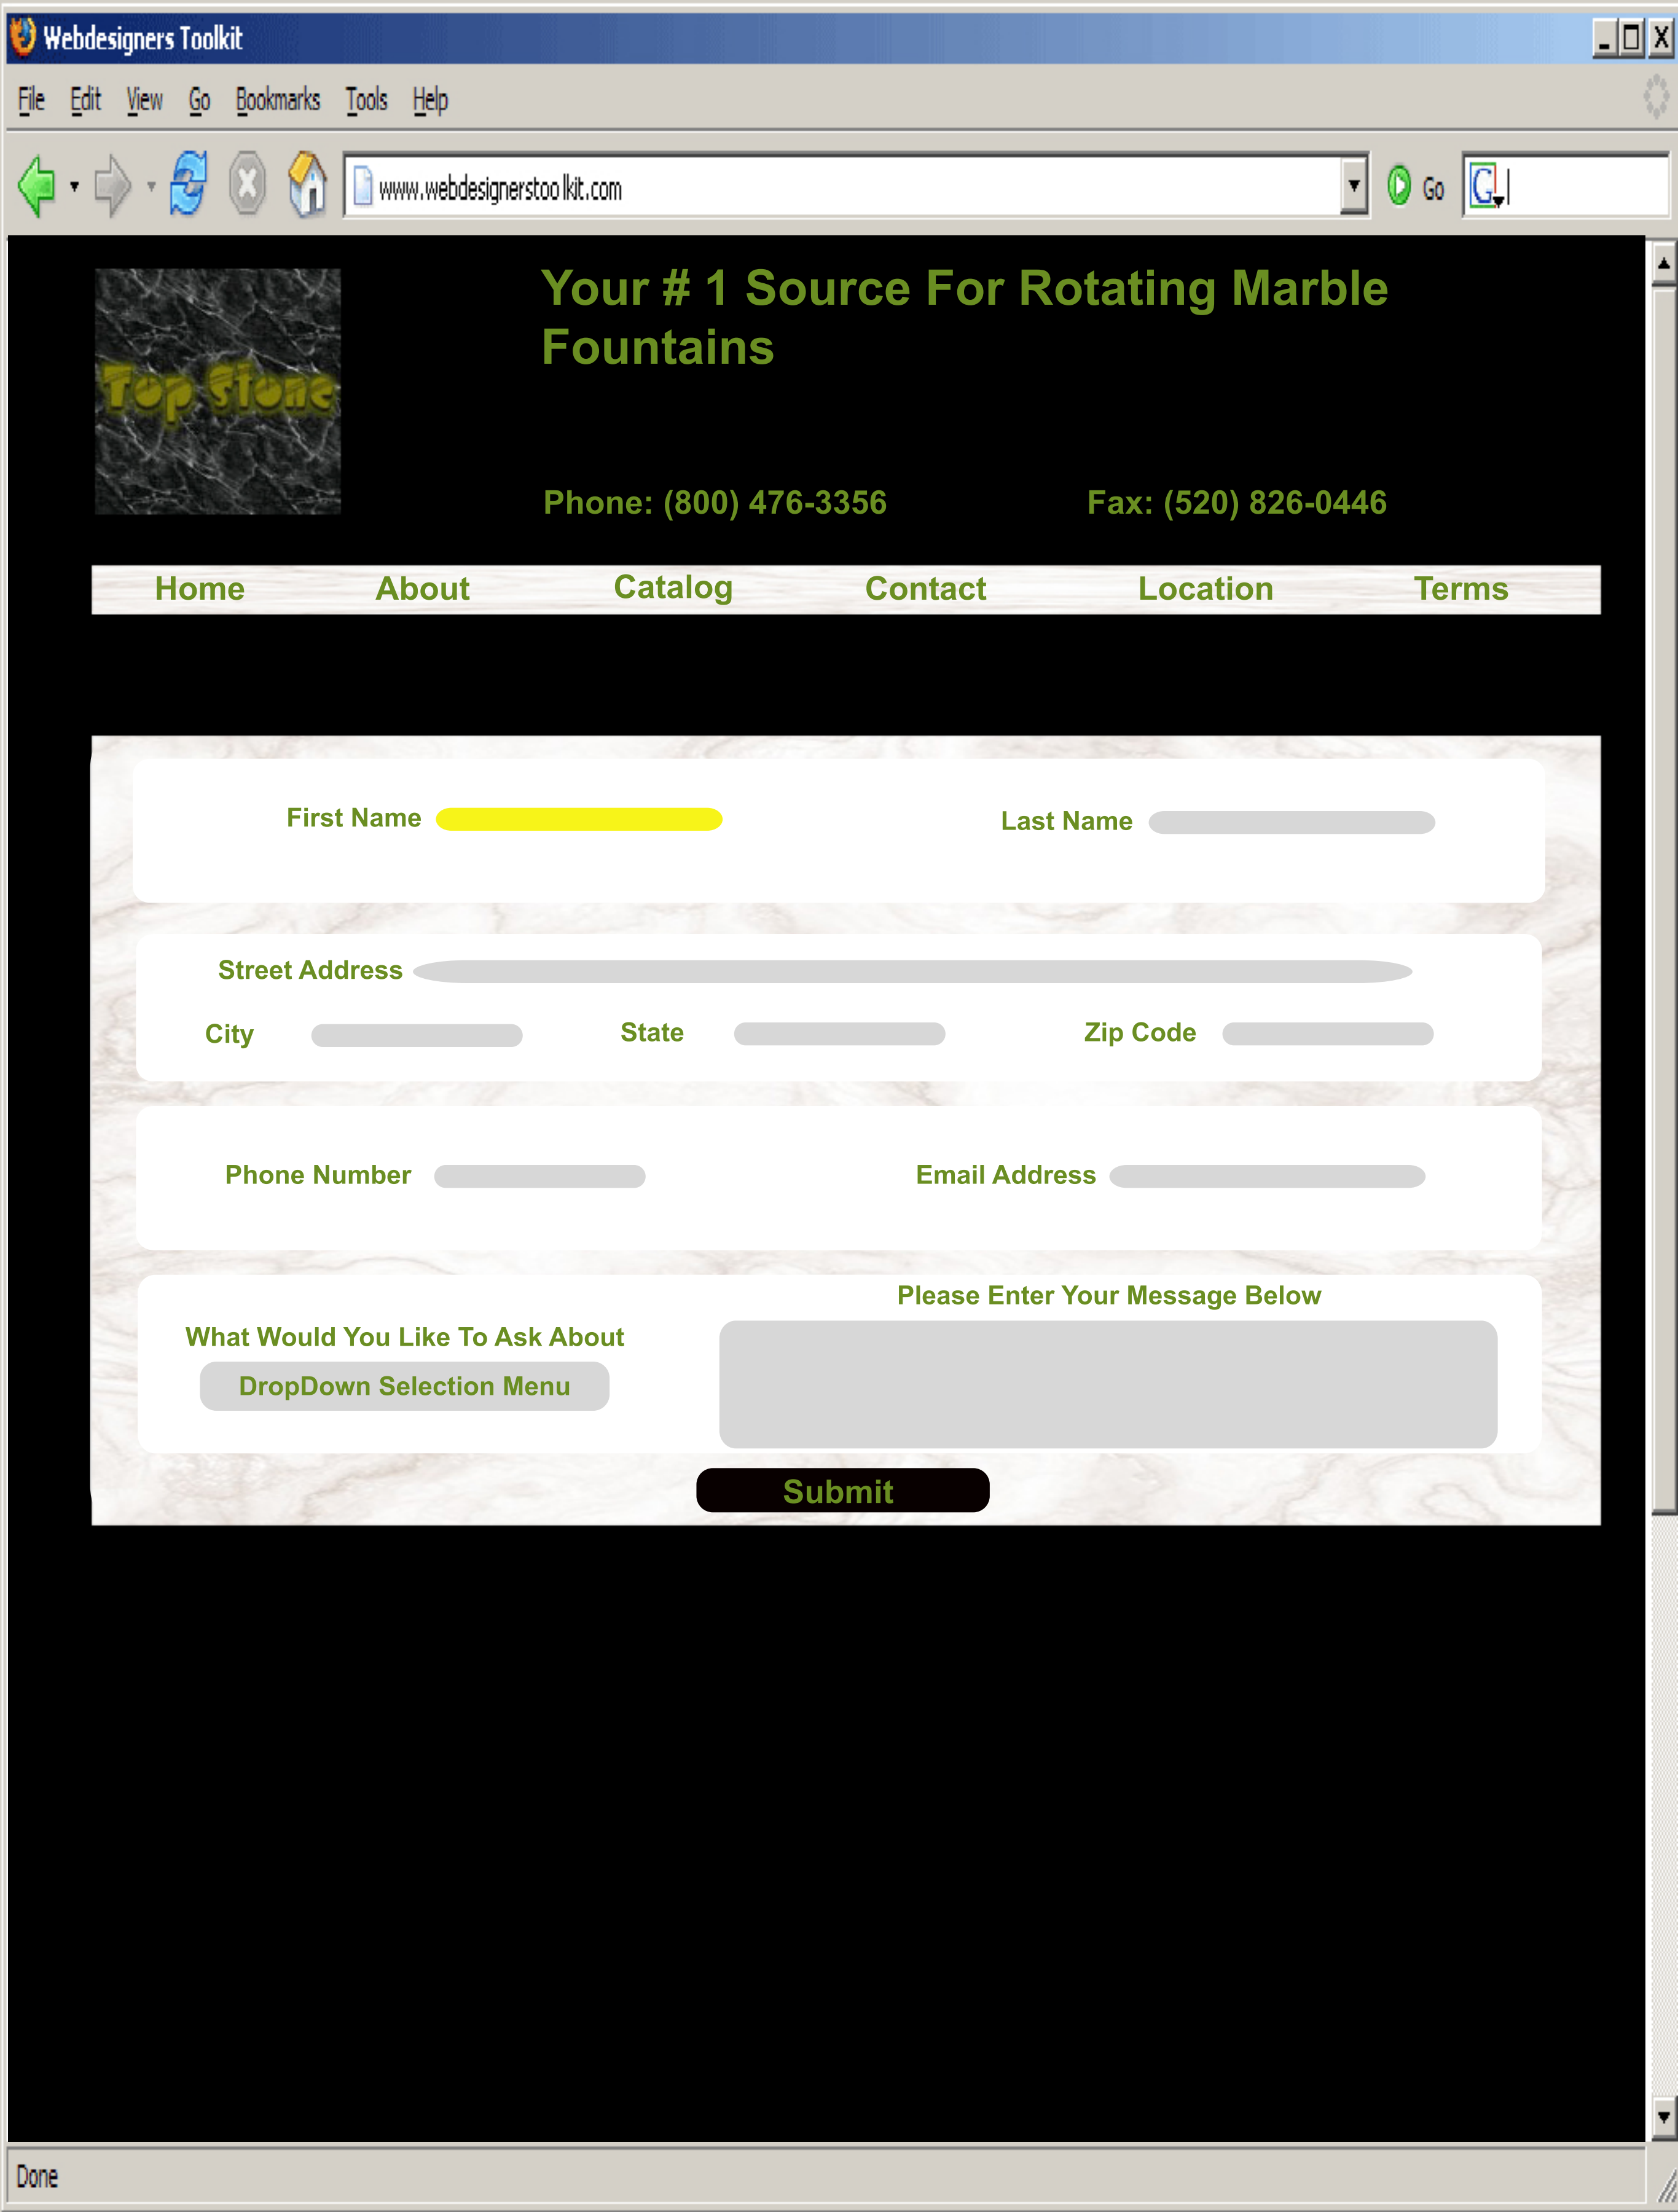 Webdesigners Toolkit
File Edit View Go Bookmarks Tools Help
www.webdesignerstoolkit.com Go G
Your # 1 Source For Rotating Marble
Fountains
Top Stone
Phone: (800) 476-3356 Fax: (520) 826-0446
Home About Catalog Contact Location Terms
First Name Last Name
Street Address
City State Zip Code
Phone Number Email Address
Please Enter Your Message Below
What Would You Like To Ask About
DropDown Selection Menu
Submit
Done